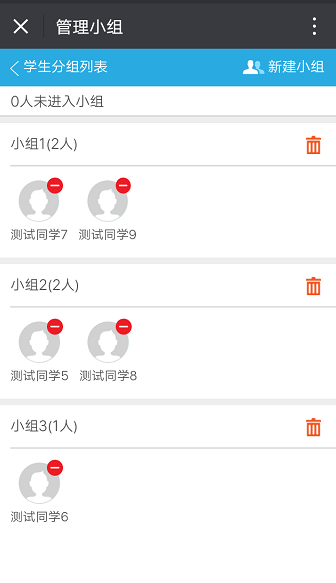 管理小组
学生分组列表 新建小组
0人未进入小组
小组1(2人)
测试同学7 测试同学9
小组2(2人)
测试同学5 测试同学8
小组3(1人)
测试同学6